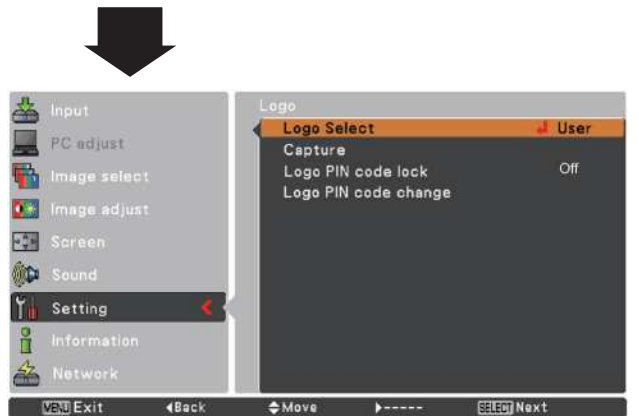 Input
PC adjust
Image select
Image adjust
Screen
Sound
Setting
Information
Network
Logo
Logo Select User
Capture
Logo PIN code lock Off
Logo PIN code change
MENU Exit Back Move ----- SELECT Next